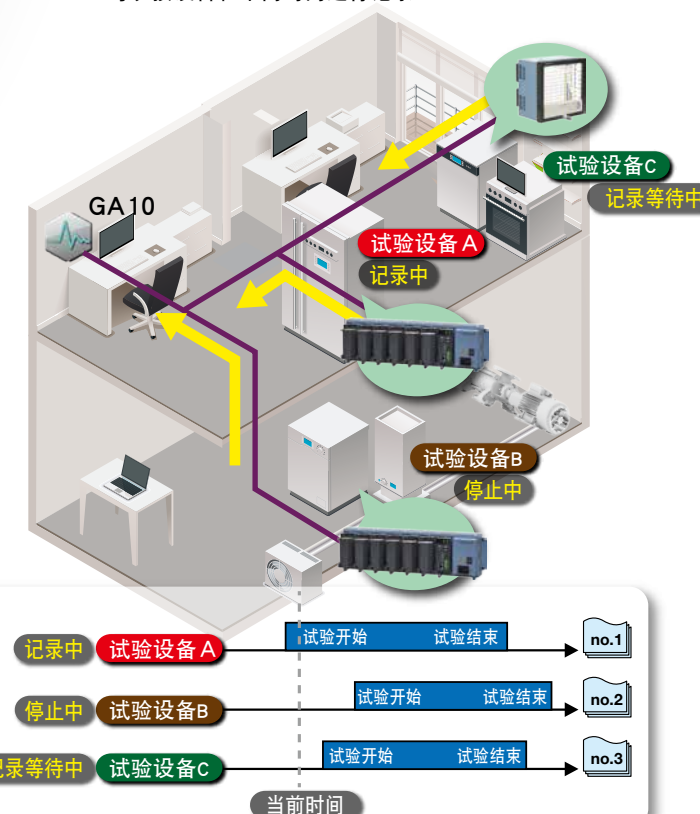 GA10
试验设备C
记录等待中
试验设备A
记录中
试验设备B
停止中
记录中 试验设备A 试验开始 试验结束 no.1
停止中 试验设备B 试验开始 试验结束 no.2
记录等待中 试验设备C 试验开始 试验结束 no.3
当前时间